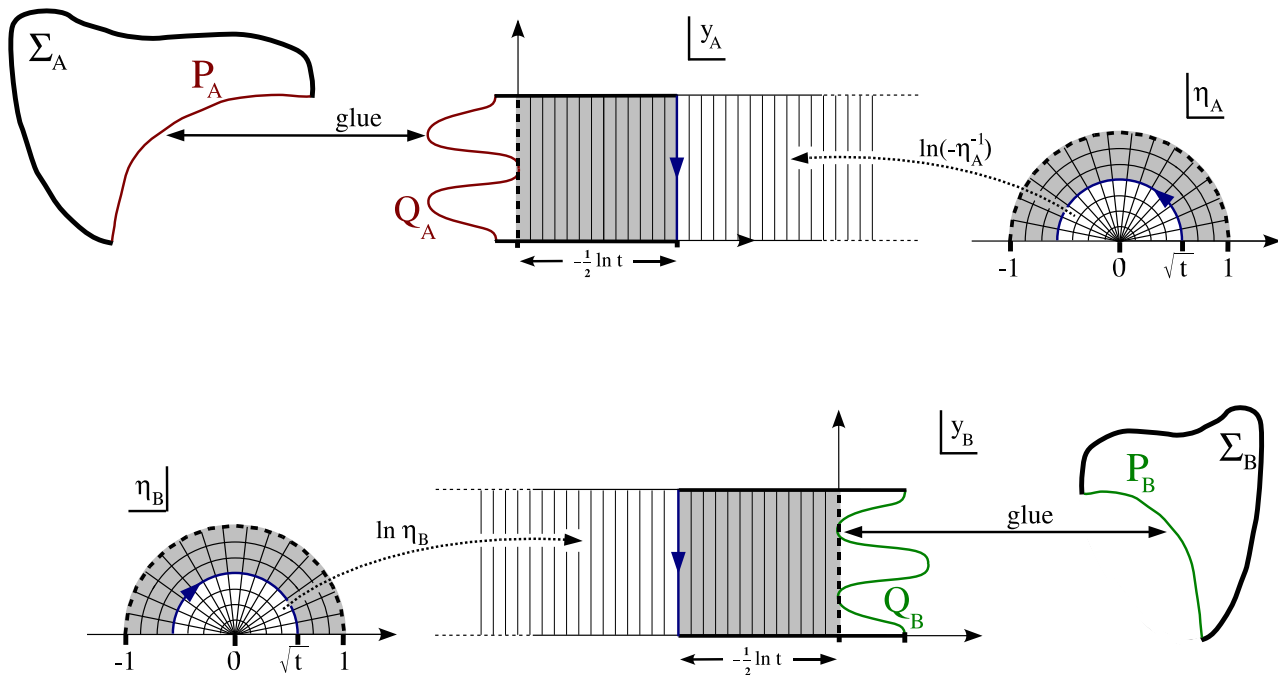 Σ_A
P_A
glue
Q_A
y_A
-½ ln t
ln(-η_A^{-1})
η_A
-1 0 √t 1
η_B
ln η_B
-1 0 √t 1
y_B
-½ ln t
Q_B
glue
P_B
Σ_B